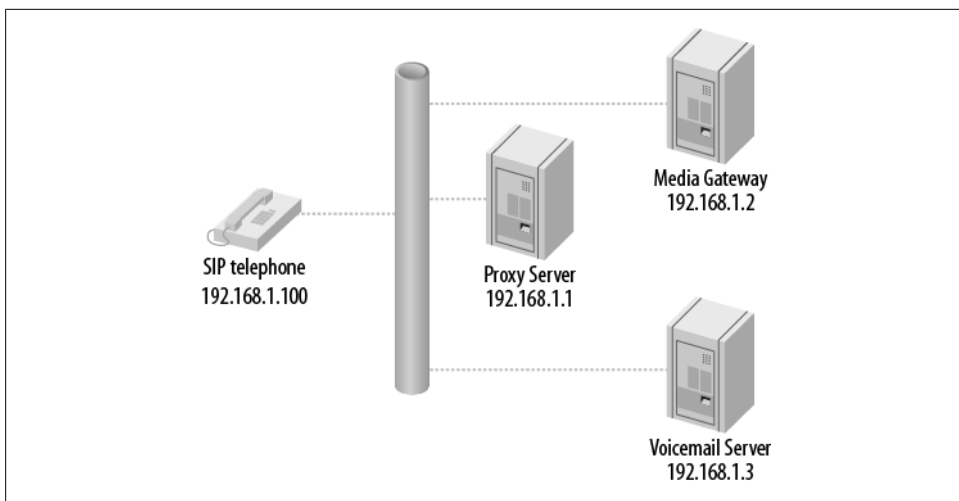 Media Gateway
192.168.1.2
SIP telephone
192.168.1.100
Proxy Server
192.168.1.1
Voicemail Server
192.168.1.3